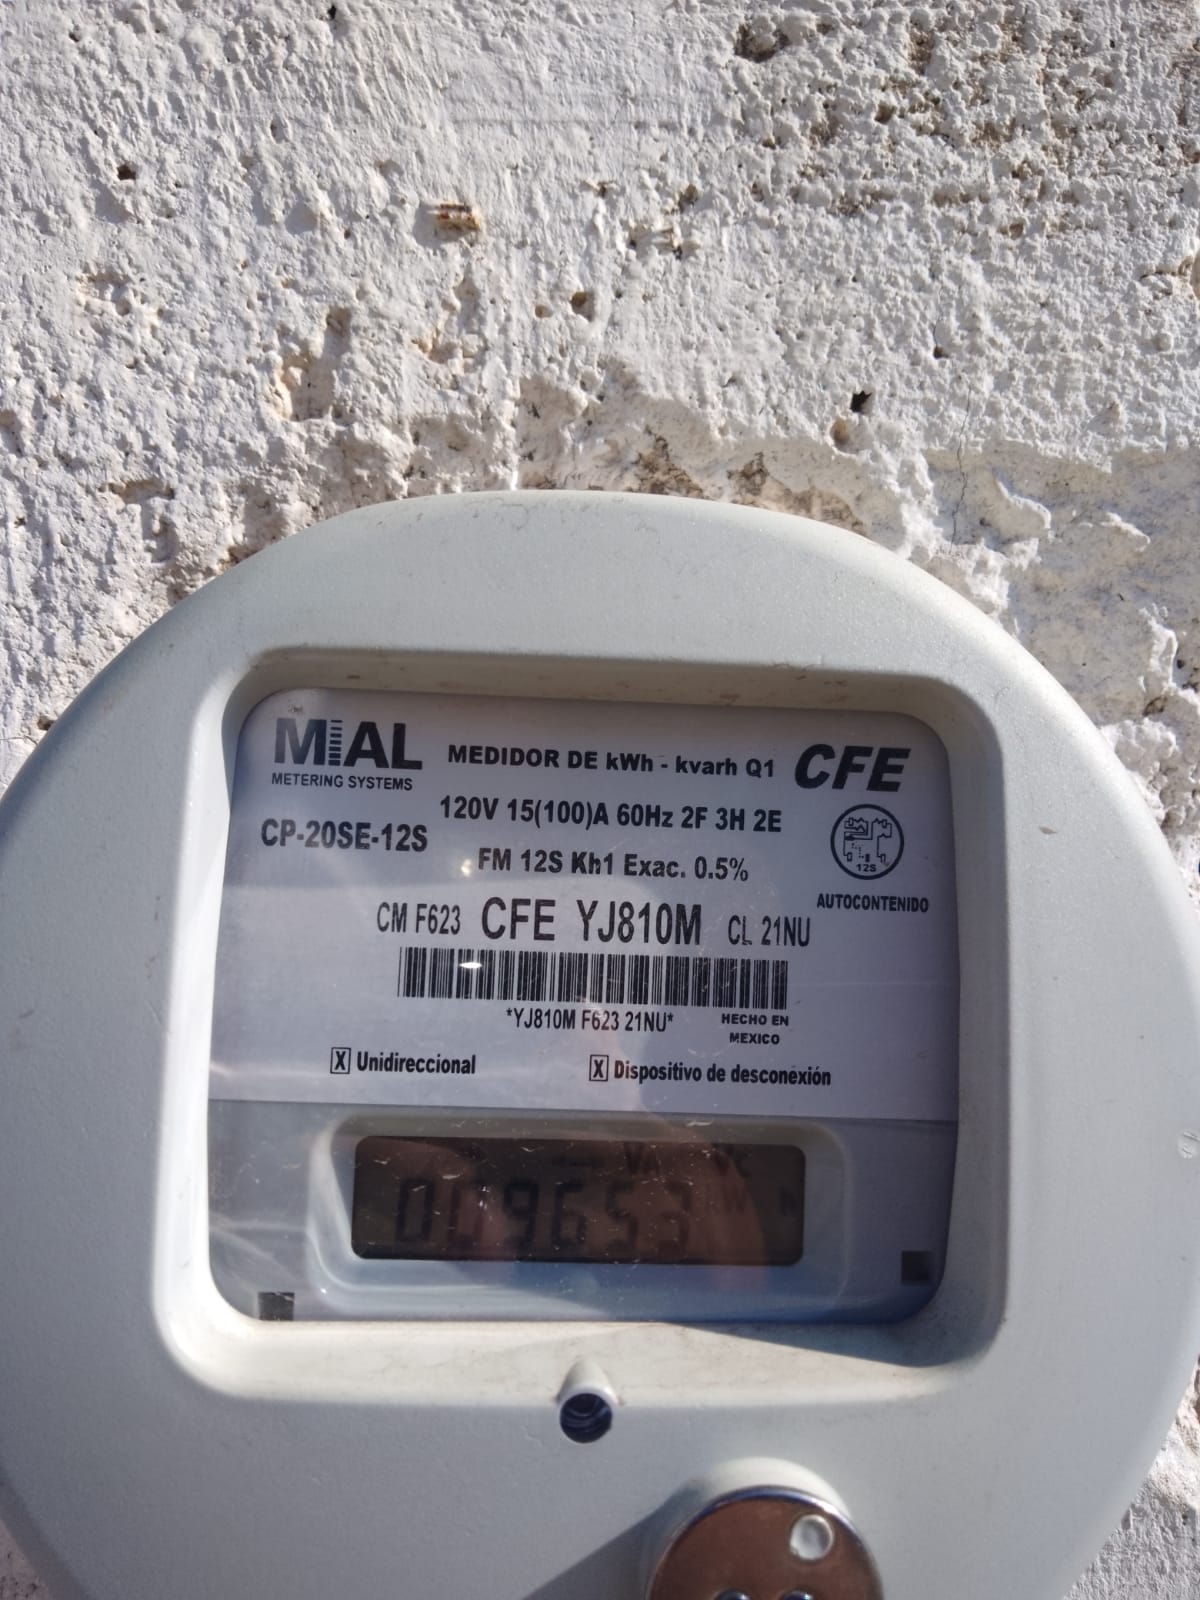 MIAL
METERING SYSTEMS
MEDIDOR DE kWh - kvarh Q1
CFE
CP-20SE-12S
120V 15(100)A 60Hz 2F 3H 2E
FM 12S Kh1 Exac. 0.5%
12S
AUTOCONTENIDO
CM F623 CFE YJ810M CL 21NU
*YJ810M F623 21NU*
HECHO EN
MEXICO
X Unidireccional
X Dispositivo de desconexión
VA VC
009653